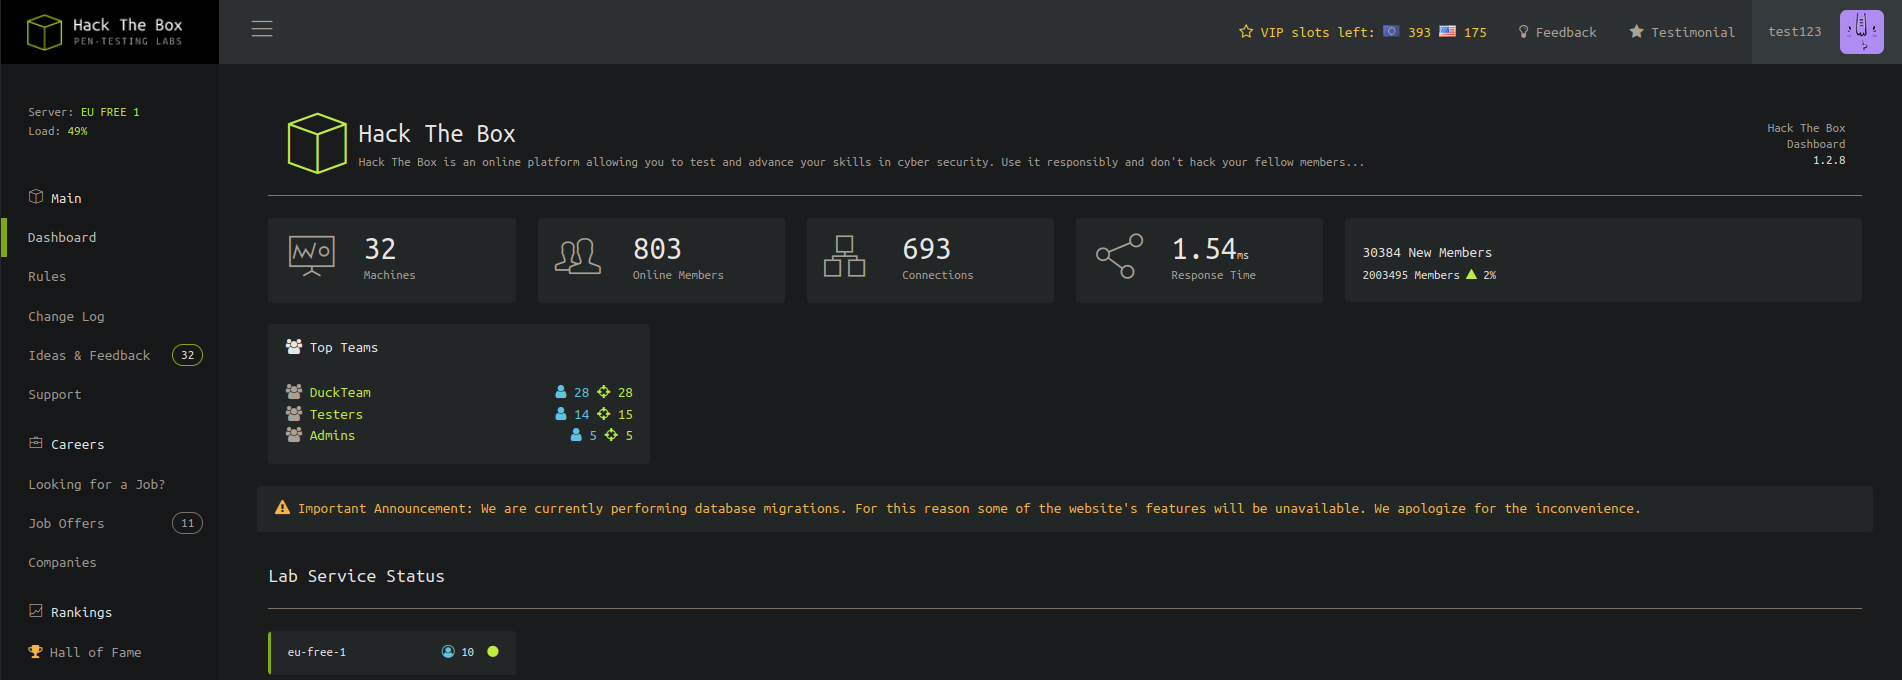 Hack The Box
PEN-TESTING LABS
VIP slots left: 393 175
Feedback
Testimonial
test123
Server: EU FREE 1
Load: 49%
Main
Dashboard
Rules
Change Log
Ideas & Feedback 32
Support
Careers
Looking for a Job?
Job Offers 11
Companies
Rankings
Hall of Fame
Hack The Box
Hack The Box is an online platform allowing you to test and advance your skills in cyber security. Use it responsibly and don't hack your fellow members...
Hack The Box
Dashboard
1.2.8
32
Machines
803
Online Members
693
Connections
1.54ms
Response Time
30384 New Members
2003495 Members 2%
Top Teams
DuckTeam 28 28
Testers 14 15
Admins 5 5
Important Announcement: We are currently performing database migrations. For this reason some of the website's features will be unavailable. We apologize for the inconvenience.
Lab Service Status
eu-free-1 10